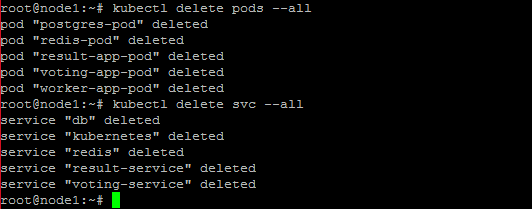 root@node1:~# kubectl delete pods --all
pod "postgres-pod" deleted
pod "redis-pod" deleted
pod "result-app-pod" deleted
pod "voting-app-pod" deleted
pod "worker-app-pod" deleted
root@node1:~# kubectl delete svc --all
service "db" deleted
service "kubernetes" deleted
service "redis" deleted
service "result-service" deleted
service "voting-service" deleted
root@node1:~#